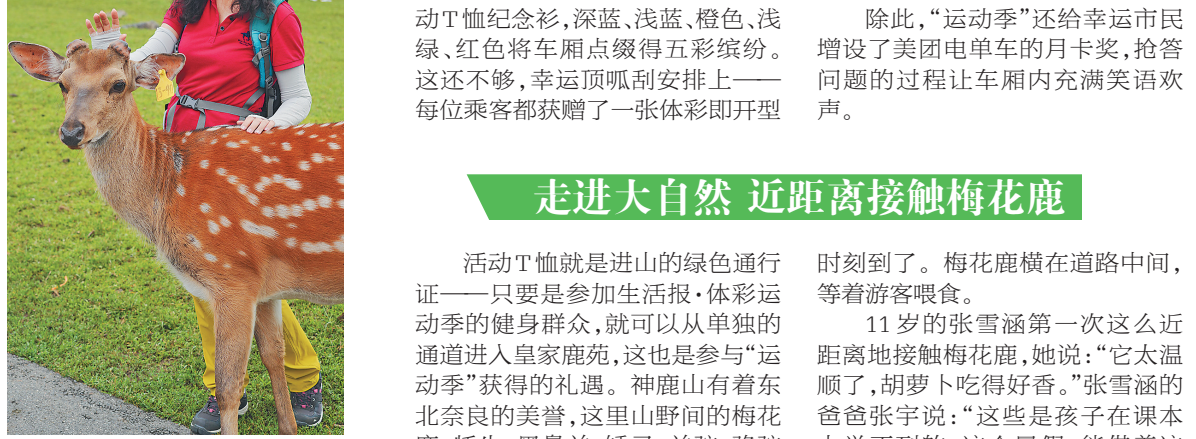 动T恤纪念衫,深蓝、浅蓝、橙色、浅
绿、红色将车厢点缀得五彩缤纷。
这还不够,幸运顶呱刮安排上——
每位乘客都获赠了一张体彩即开型
除此,“运动季”还给幸运市民
增设了美团电单车的月卡奖,抢答
问题的过程让车厢内充满笑语欢
声。
走进大自然 近距离接触梅花鹿
活动T恤就是进山的绿色通行
证——只要是参加生活报·体彩运
动季的健身群众,就可以从单独的
通道进入皇家鹿苑,这也是参与“运
动季”获得的礼遇。神鹿山有着东
北奈良的美誉,这里山野间的梅花
时刻到了。梅花鹿横在道路中间,
等着游客喂食。
11岁的张雪涵第一次这么近
距离地接触梅花鹿,她说:“它太温
顺了,胡萝卜吃得好香。”张雪涵的
爸爸张宇说:“这些是孩子在课本